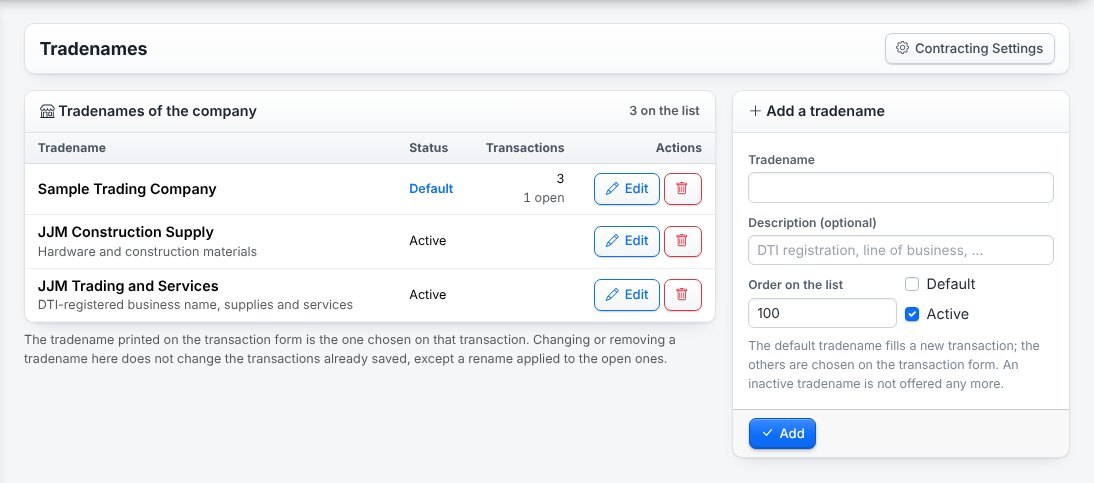 Tradenames
Contracting Settings
Tradenames of the company
3 on the list
Tradename Status Transactions Actions
Sample Trading Company Default 3 Edit
1 open
JJM Construction Supply Active Edit
Hardware and construction materials
JJM Trading and Services Active Edit
DTI-registered business name, supplies and services
The tradename printed on the transaction form is the one chosen on that transaction. Changing or removing a
tradename here does not change the transactions already saved, except a rename applied to the open ones.
Add a tradename
Tradename
Description (optional)
DTI registration, line of business, ...
Order on the list
Default
100
Active
The default tradename fills a new transaction; the
others are chosen on the transaction form. An
inactive tradename is not offered any more.
Add